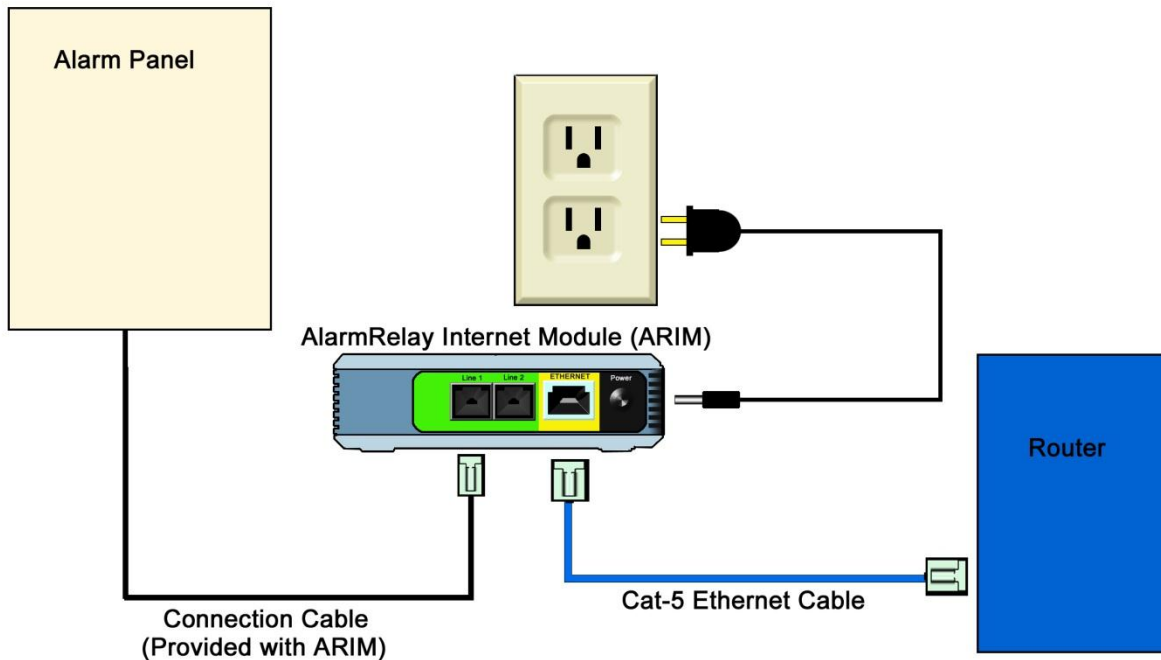 Alarm Panel
AlarmRelay Internet Module (ARIM)
Line 1
Line 2
ETHERNET
Power
Router
Cat-5 Ethernet Cable
Connection Cable
(Provided with ARIM)